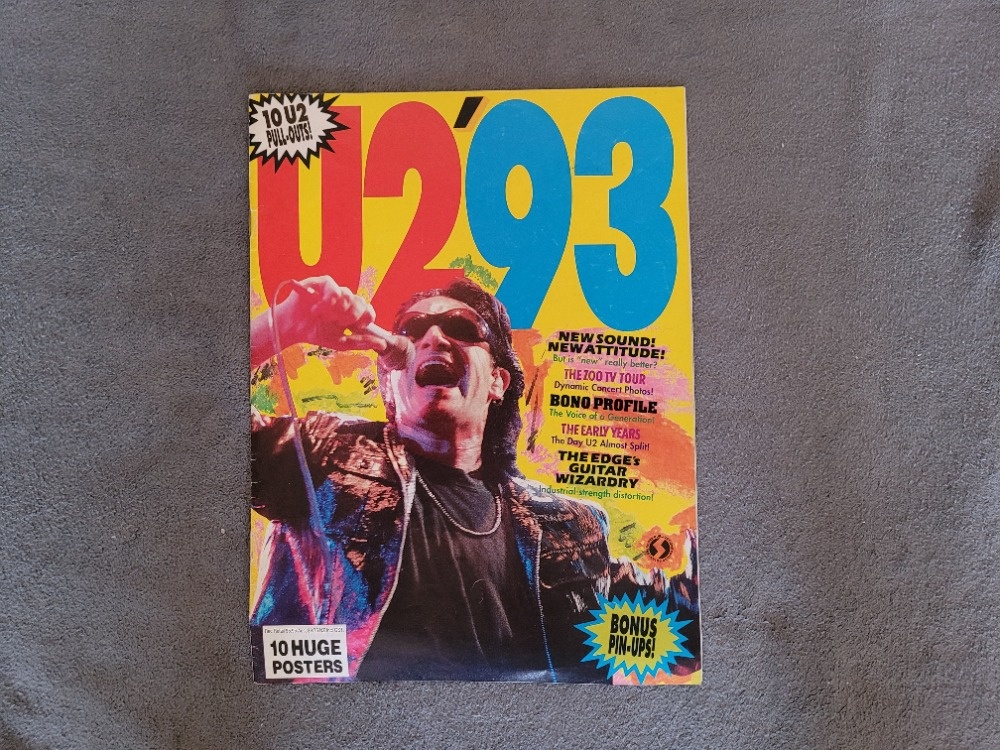 10 U2
PULL-OUTS!
U2 '93
NEW SOUND!
NEW ATTITUDE!
But is "new" really better?
THE ZOO TV TOUR
Dynamic Concert Photos!
BONO PROFILE
The Voice of a Generation!
THE EARLY YEARS
The Day U2 Almost Split!
THE EDGE's
GUITAR
WIZARDRY
Industrial-strength distortion!
BONUS
PIN-UPS!
10 HUGE
POSTERS